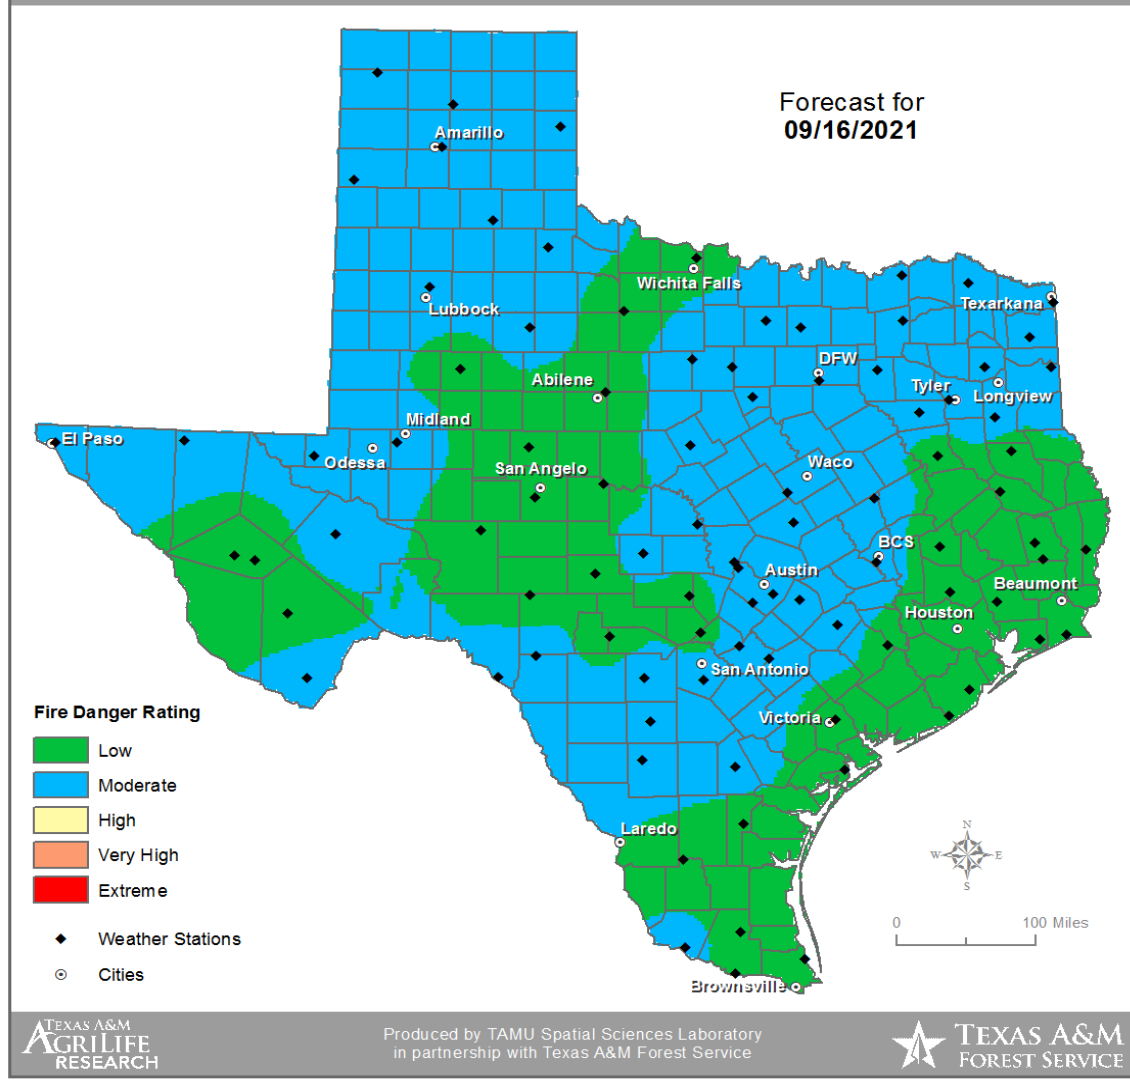 Forecast for
09/16/2021
Amarillo
Wichita Falls
Lubbock
Texarkana
DFW
Abilene
Tyler
Longview
Midland
El Paso
Odessa
San Angelo
Waco
BCS
Austin
Beaumont
Houston
San Antonio
Victoria
Laredo
Brownsville
Fire Danger Rating
Low
Moderate
High
Very High
Extreme
Weather Stations
Cities
N
W
E
S
0
100 Miles
TEXAS A&M
AGRILIFE
RESEARCH
Produced by TAMU Spatial Sciences Laboratory
in partnership with Texas A&M Forest Service
TEXAS A&M
FOREST SERVICE